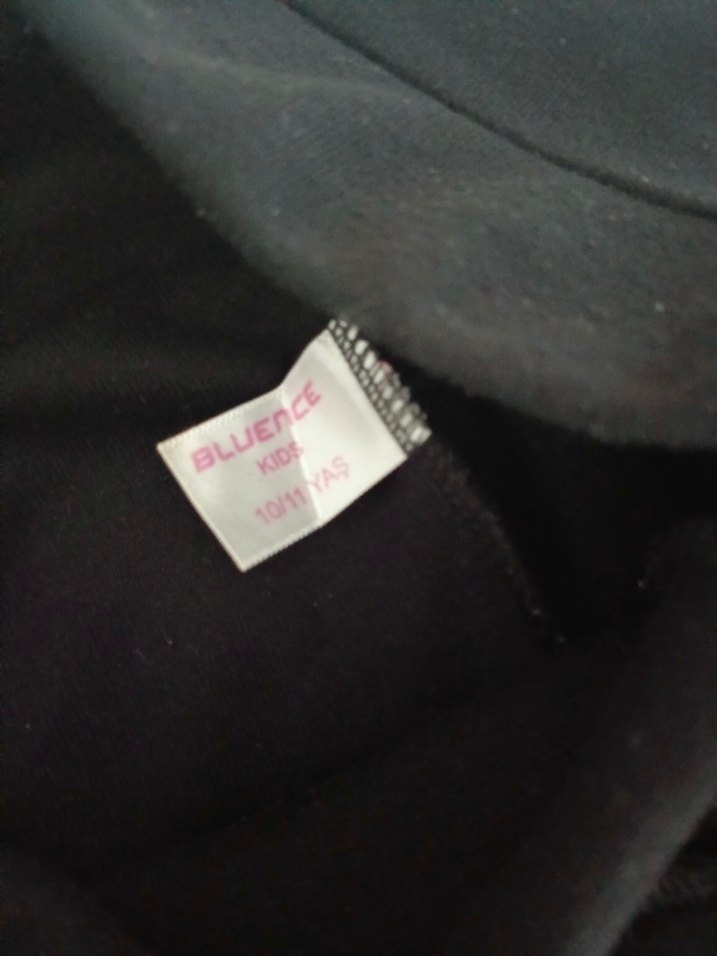 BLUENCE
KIDS
10/11 YAŞ